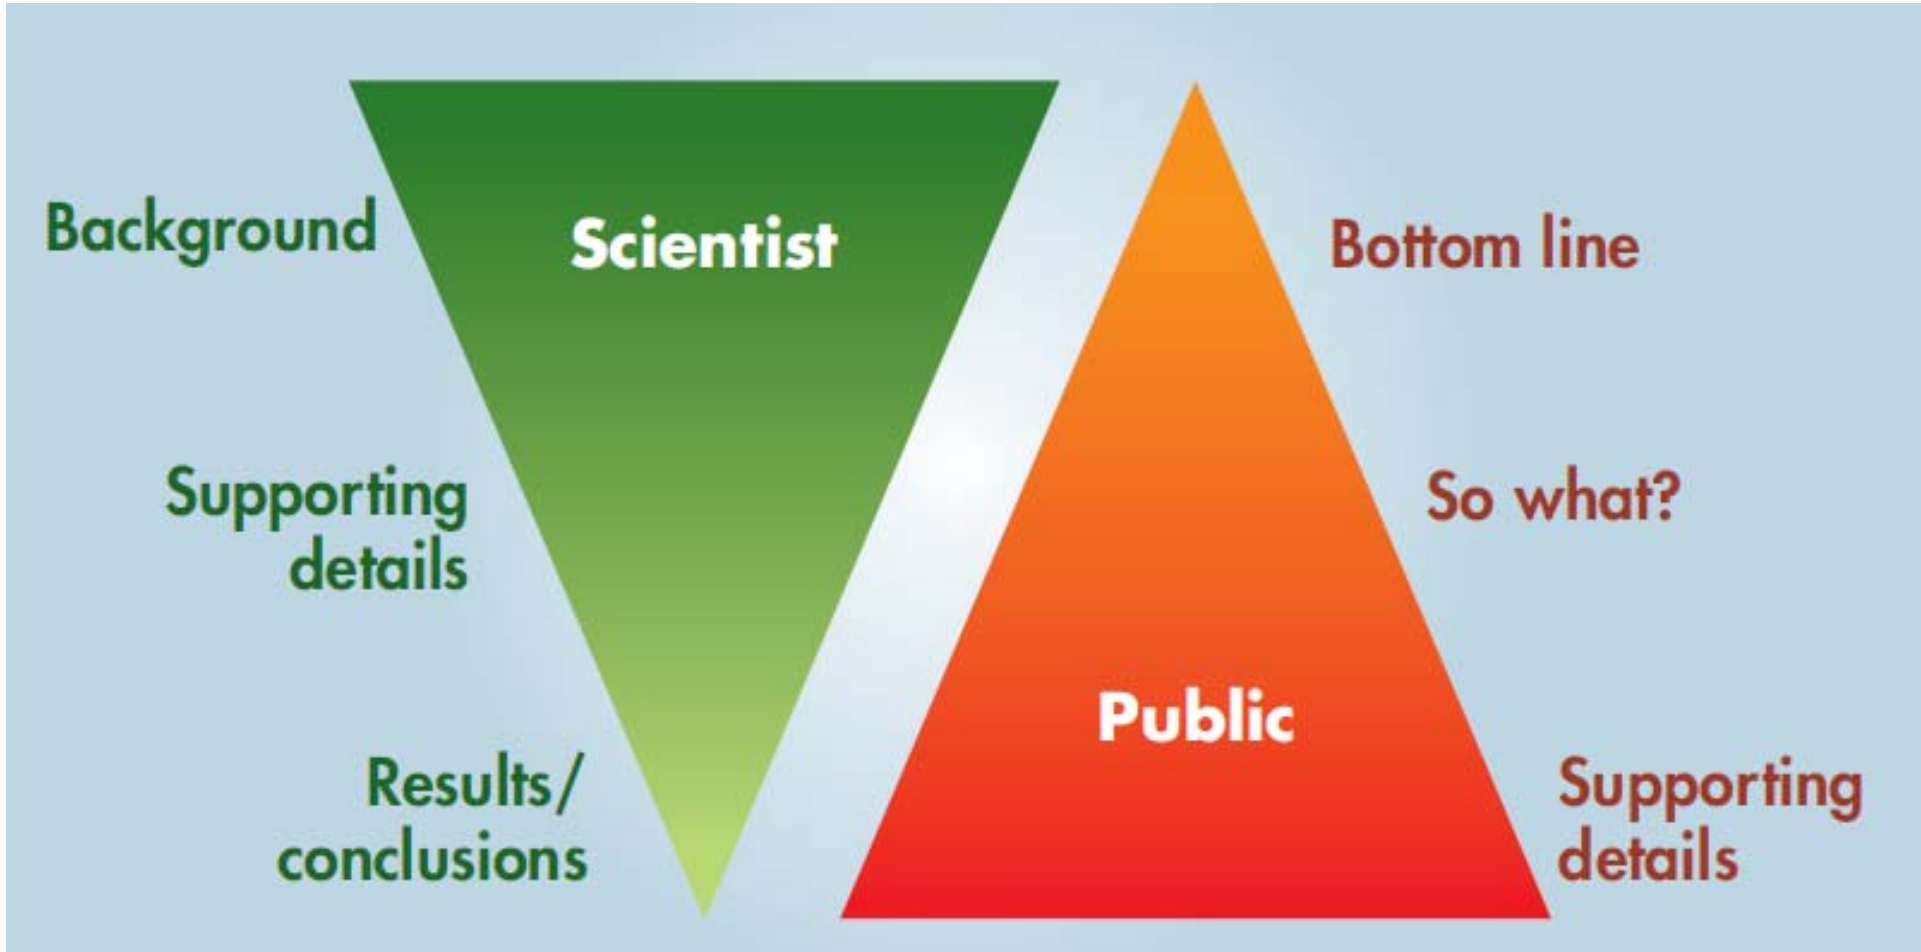 Scientist
Background
Supporting
details
Results/
conclusions
Public
Bottom line
So what?
Supporting
details